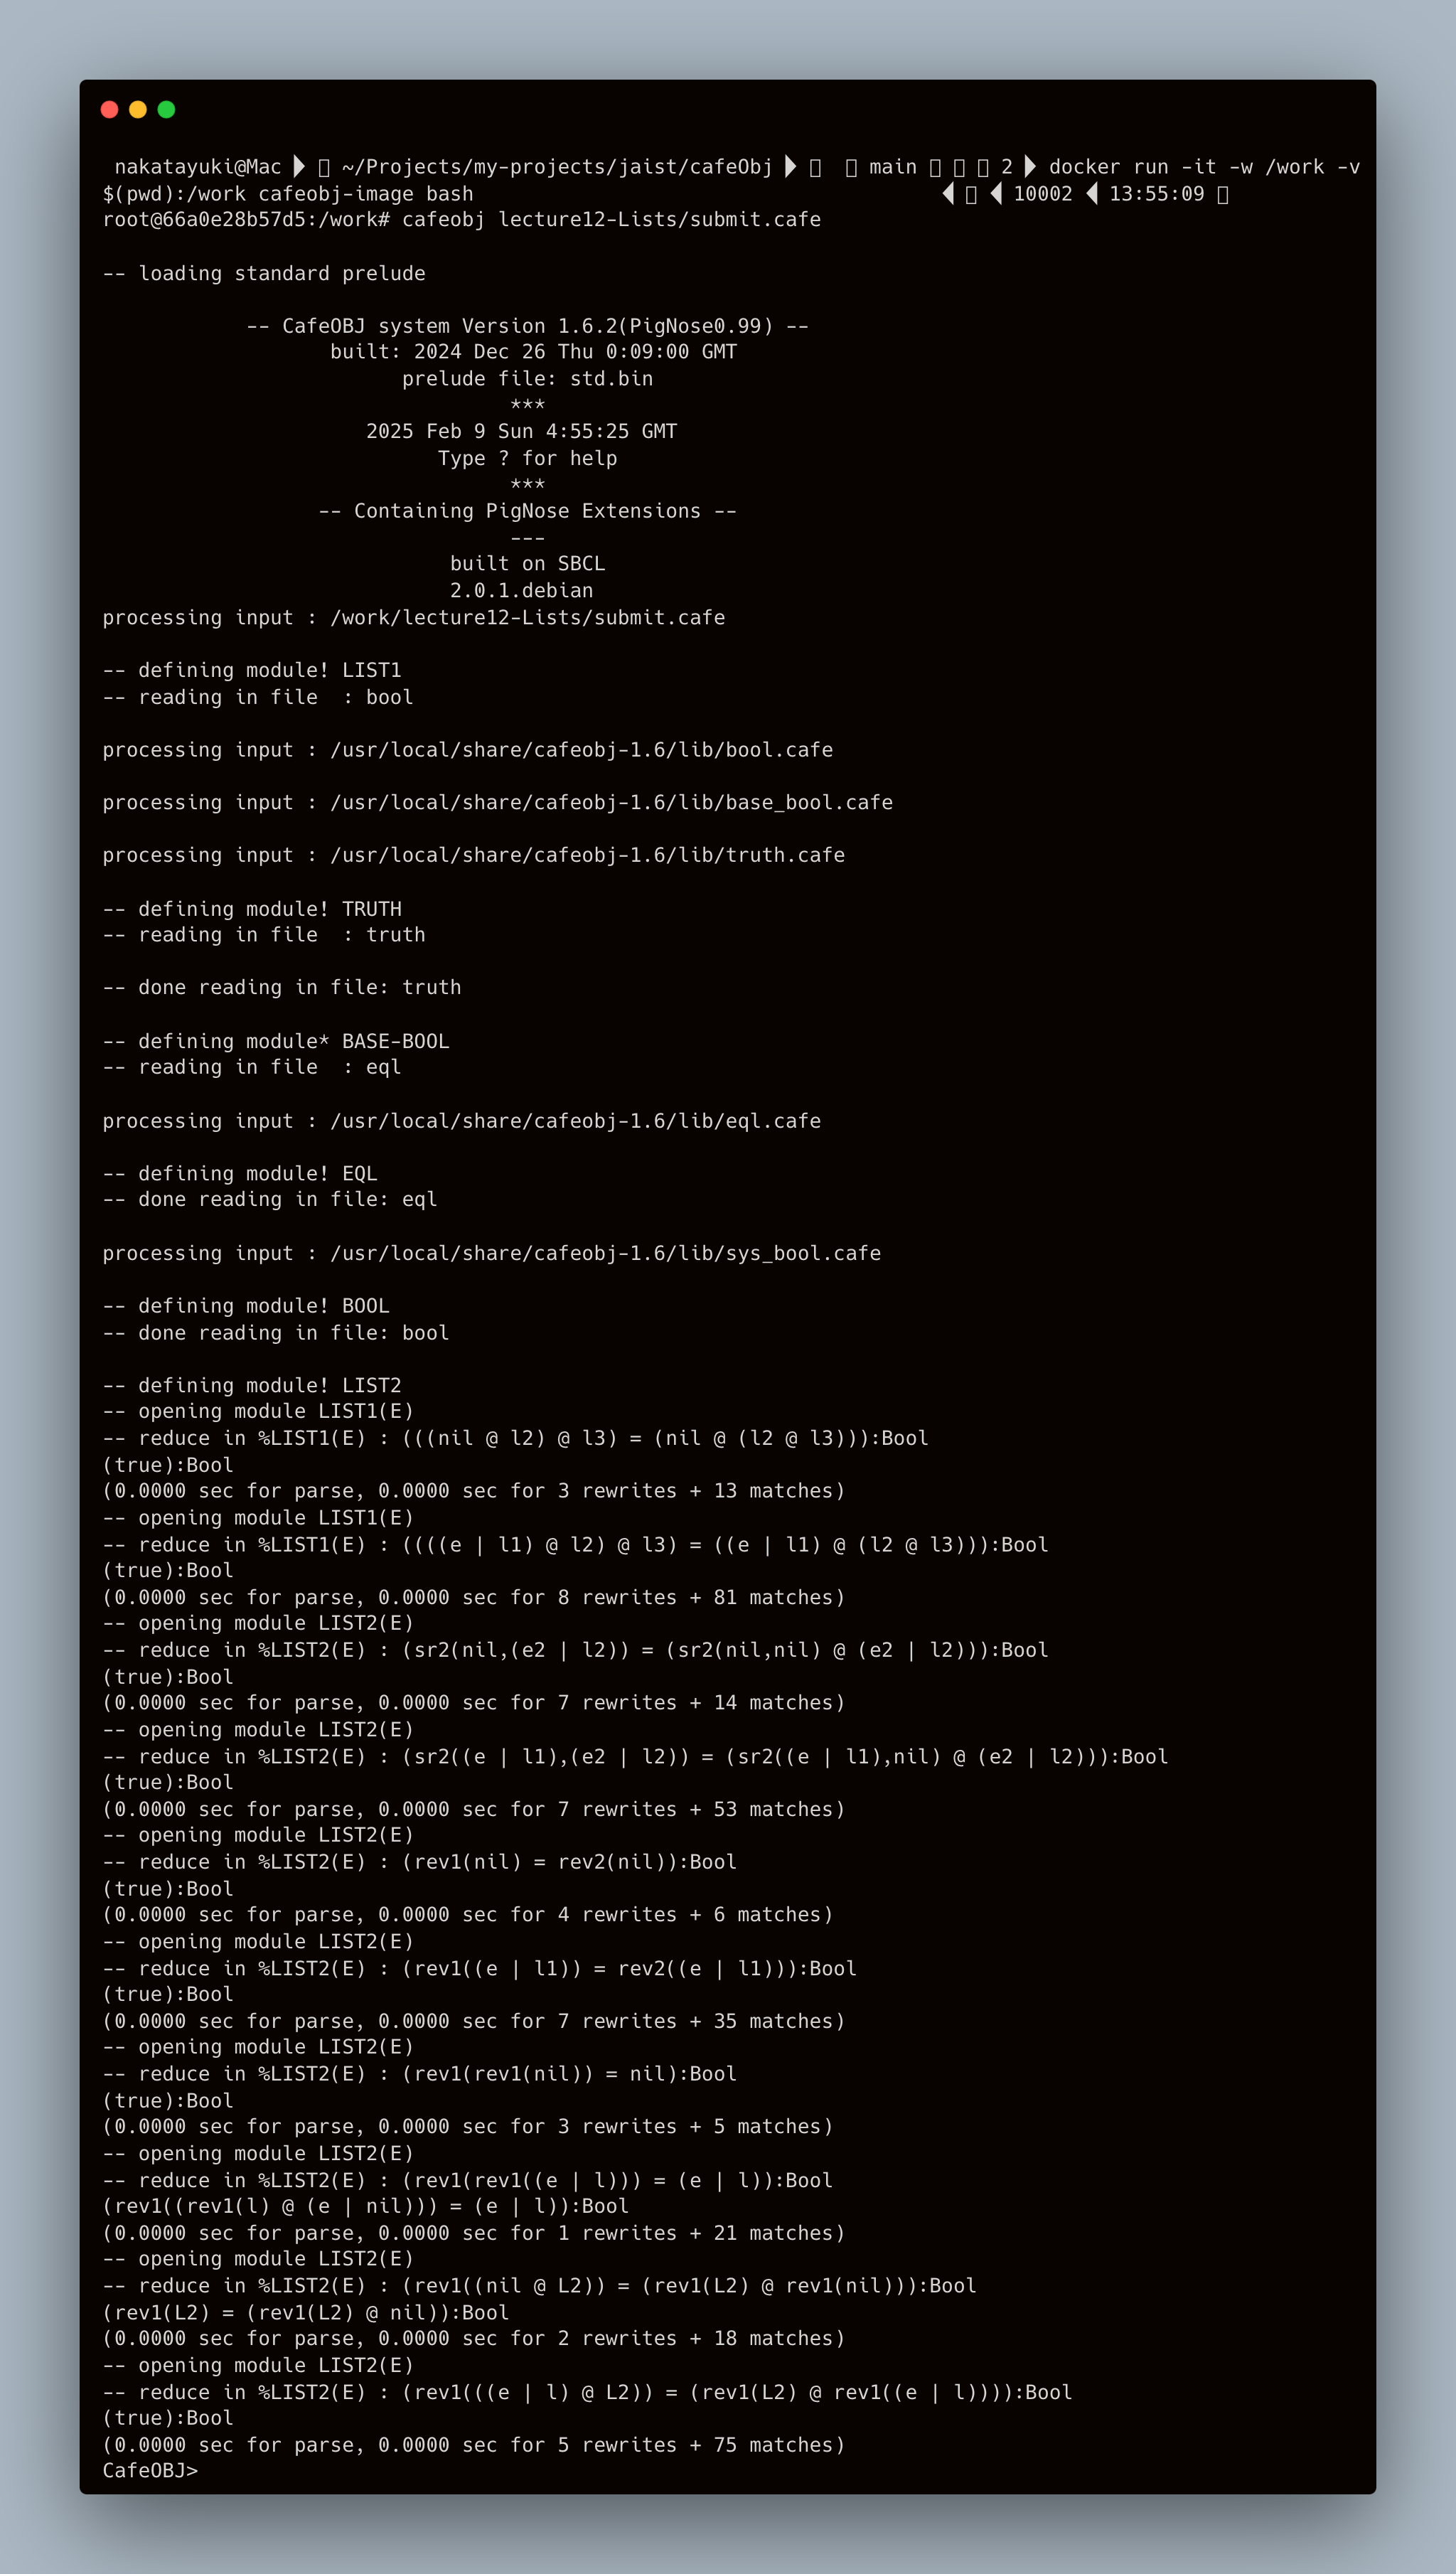 nakatayuki@Mac ~/Projects/my-projects/jaist/cafeObj main 2 docker run -it -w /work -v
$(pwd):/work cafeobj-image bash 10002 13:55:09
root@66a0e28b57d5:/work# cafeobj lecture12-Lists/submit.cafe
-- loading standard prelude
-- CafeOBJ system Version 1.6.2(PigNose0.99) --
built: 2024 Dec 26 Thu 0:09:00 GMT
prelude file: std.bin
***
2025 Feb 9 Sun 4:55:25 GMT
Type ? for help
***
-- Containing PigNose Extensions --
---
built on SBCL
2.0.1.debian
processing input : /work/lecture12-Lists/submit.cafe
-- defining module! LIST1
-- reading in file  : bool
processing input : /usr/local/share/cafeobj-1.6/lib/bool.cafe
processing input : /usr/local/share/cafeobj-1.6/lib/base_bool.cafe
processing input : /usr/local/share/cafeobj-1.6/lib/truth.cafe
-- defining module! TRUTH
-- reading in file  : truth
-- done reading in file: truth
-- defining module* BASE-BOOL
-- reading in file  : eql
processing input : /usr/local/share/cafeobj-1.6/lib/eql.cafe
-- defining module! EQL
-- done reading in file: eql
processing input : /usr/local/share/cafeobj-1.6/lib/sys_bool.cafe
-- defining module! BOOL
-- done reading in file: bool
-- defining module! LIST2
-- opening module LIST1(E)
-- reduce in %LIST1(E) : (((nil @ l2) @ l3) = (nil @ (l2 @ l3))):Bool
(true):Bool
(0.0000 sec for parse, 0.0000 sec for 3 rewrites + 13 matches)
-- opening module LIST1(E)
-- reduce in %LIST1(E) : ((((e | l1) @ l2) @ l3) = ((e | l1) @ (l2 @ l3))):Bool
(true):Bool
(0.0000 sec for parse, 0.0000 sec for 8 rewrites + 81 matches)
-- opening module LIST2(E)
-- reduce in %LIST2(E) : (sr2(nil,(e2 | l2)) = (sr2(nil,nil) @ (e2 | l2))):Bool
(true):Bool
(0.0000 sec for parse, 0.0000 sec for 7 rewrites + 14 matches)
-- opening module LIST2(E)
-- reduce in %LIST2(E) : (sr2((e | l1),(e2 | l2)) = (sr2((e | l1),nil) @ (e2 | l2))):Bool
(true):Bool
(0.0000 sec for parse, 0.0000 sec for 7 rewrites + 53 matches)
-- opening module LIST2(E)
-- reduce in %LIST2(E) : (rev1(nil) = rev2(nil)):Bool
(true):Bool
(0.0000 sec for parse, 0.0000 sec for 4 rewrites + 6 matches)
-- opening module LIST2(E)
-- reduce in %LIST2(E) : (rev1((e | l1)) = rev2((e | l1))):Bool
(true):Bool
(0.0000 sec for parse, 0.0000 sec for 7 rewrites + 35 matches)
-- opening module LIST2(E)
-- reduce in %LIST2(E) : (rev1(rev1(nil)) = nil):Bool
(true):Bool
(0.0000 sec for parse, 0.0000 sec for 3 rewrites + 5 matches)
-- opening module LIST2(E)
-- reduce in %LIST2(E) : (rev1(rev1((e | l))) = (e | l)):Bool
(rev1((rev1(l) @ (e | nil))) = (e | l)):Bool
(0.0000 sec for parse, 0.0000 sec for 1 rewrites + 21 matches)
-- opening module LIST2(E)
-- reduce in %LIST2(E) : (rev1((nil @ L2)) = (rev1(L2) @ rev1(nil))):Bool
(rev1(L2) = (rev1(L2) @ nil)):Bool
(0.0000 sec for parse, 0.0000 sec for 2 rewrites + 18 matches)
-- opening module LIST2(E)
-- reduce in %LIST2(E) : (rev1(((e | l) @ L2)) = (rev1(L2) @ rev1((e | l)))):Bool
(true):Bool
(0.0000 sec for parse, 0.0000 sec for 5 rewrites + 75 matches)
CafeOBJ>